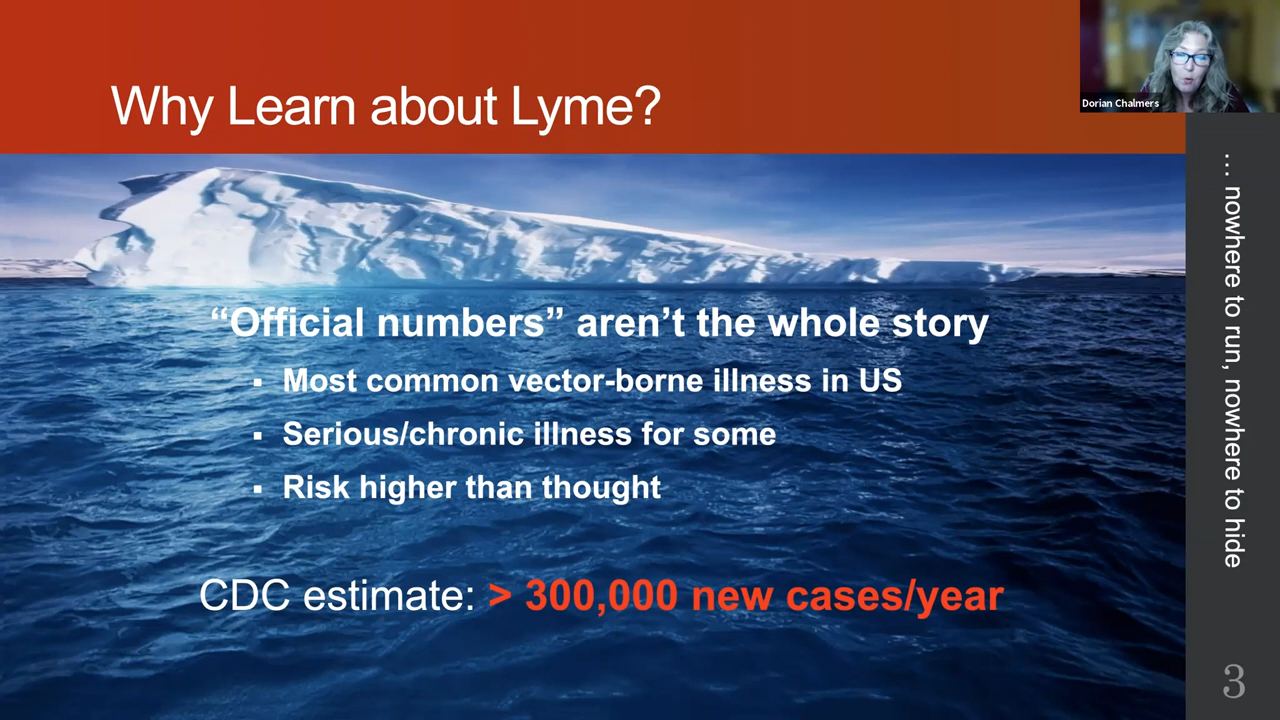 Why Learn about Lyme?
Dorian Chalmers
“Official numbers” aren’t the whole story
▪ Most common vector-borne illness in US
▪ Serious/chronic illness for some
▪ Risk higher than thought
CDC estimate: > 300,000 new cases/year
… nowhere to run, nowhere to hide
3